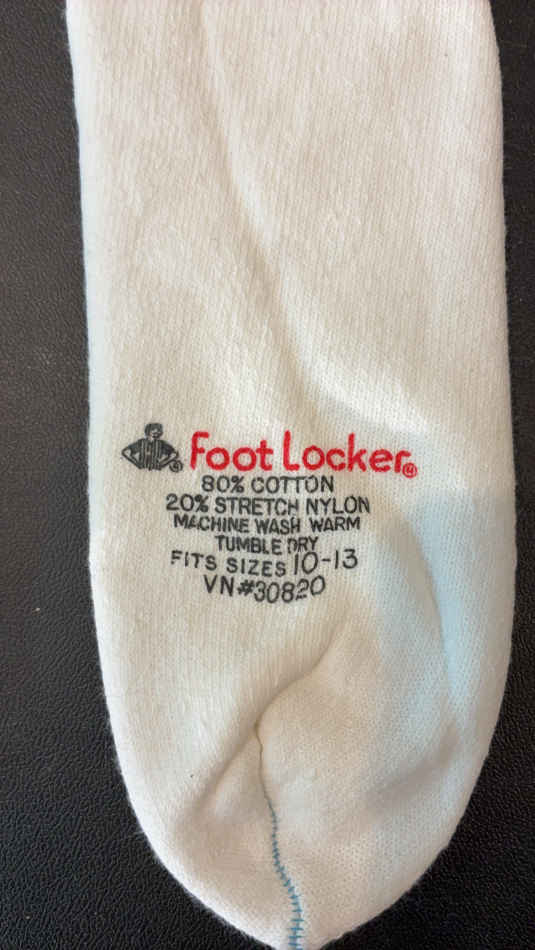 Foot Locker®
80% COTTON
20% STRETCH NYLON
MACHINE WASH WARM
TUMBLE DRY
FITS SIZES 10-13
VN#30820